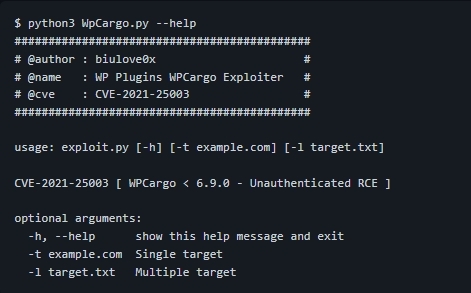 $ python3 WpCargo.py --help
###########################################
# @author : biulove0x                     #
# @name   : WP Plugins WPCargo Exploiter  #
# @cve    : CVE-2021-25003                #
###########################################
usage: exploit.py [-h] [-t example.com] [-l target.txt]
CVE-2021-25003 [ WPCargo < 6.9.0 - Unauthenticated RCE ]
optional arguments:
  -h, --help      show this help message and exit
  -t example.com  Single target
  -l target.txt   Multiple target